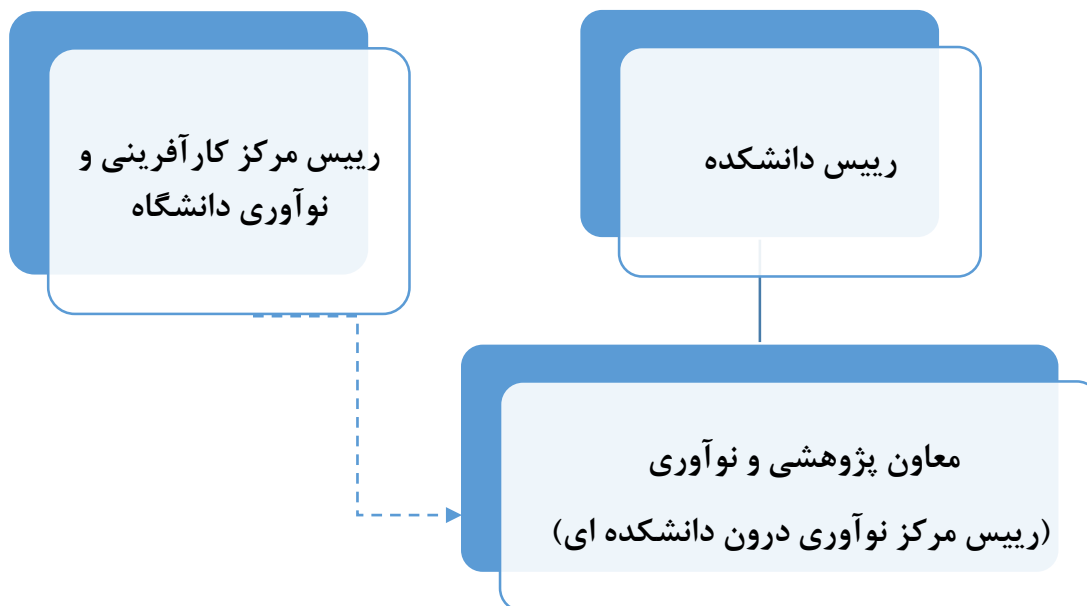 رییس دانشکده
رییس مرکز کارآفرینی و
نوآوری دانشگاه
معاون پژوهشی و نوآوری
(رییس مرکز نوآوری درون دانشکده ای)